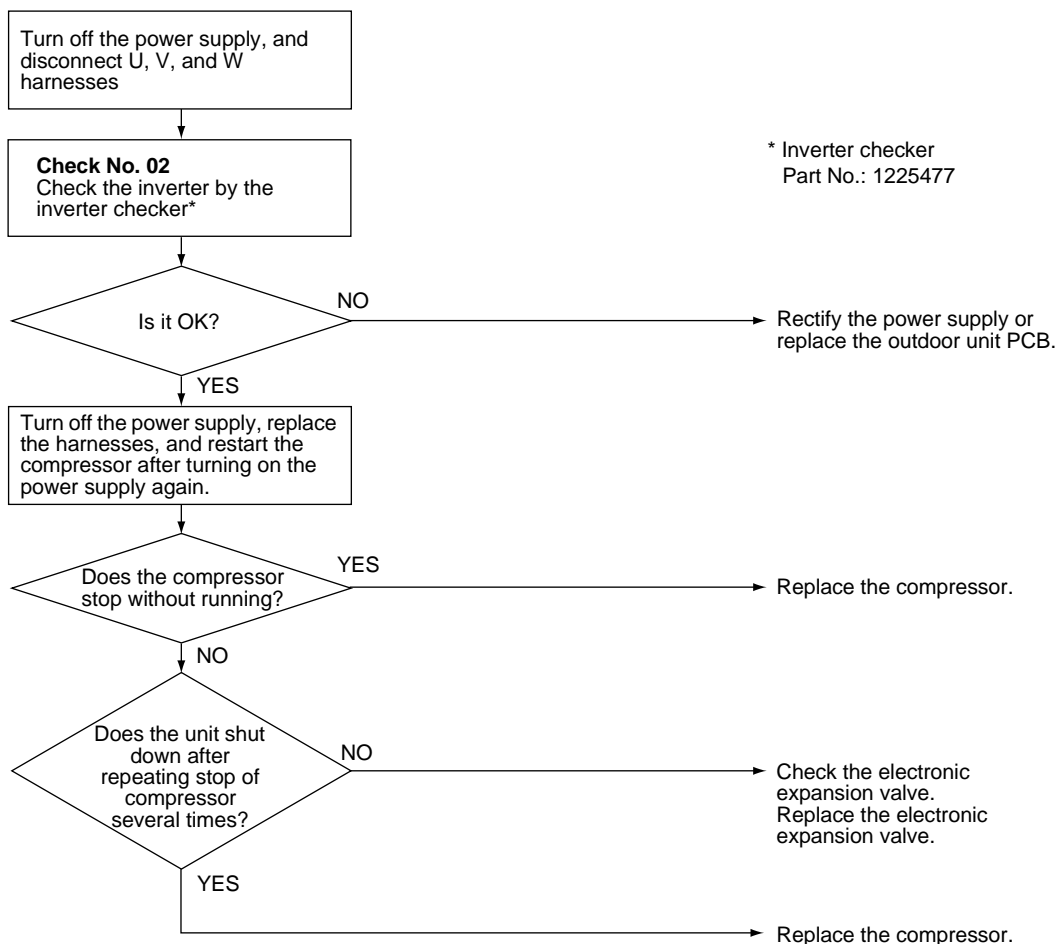 Turn off the power supply, and
disconnect U, V, and W
harnesses
Check No. 02
Check the inverter by the
inverter checker*
* Inverter checker
Part No.: 1225477
Is it OK?
NO
Rectify the power supply or
replace the outdoor unit PCB.
YES
Turn off the power supply, replace
the harnesses, and restart the
compressor after turning on the
power supply again.
Does the compressor
stop without running?
YES
Replace the compressor.
NO
Does the unit shut
down after
repeating stop of
compressor
several times?
NO
Check the electronic
expansion valve.
Replace the electronic
expansion valve.
YES
Replace the compressor.